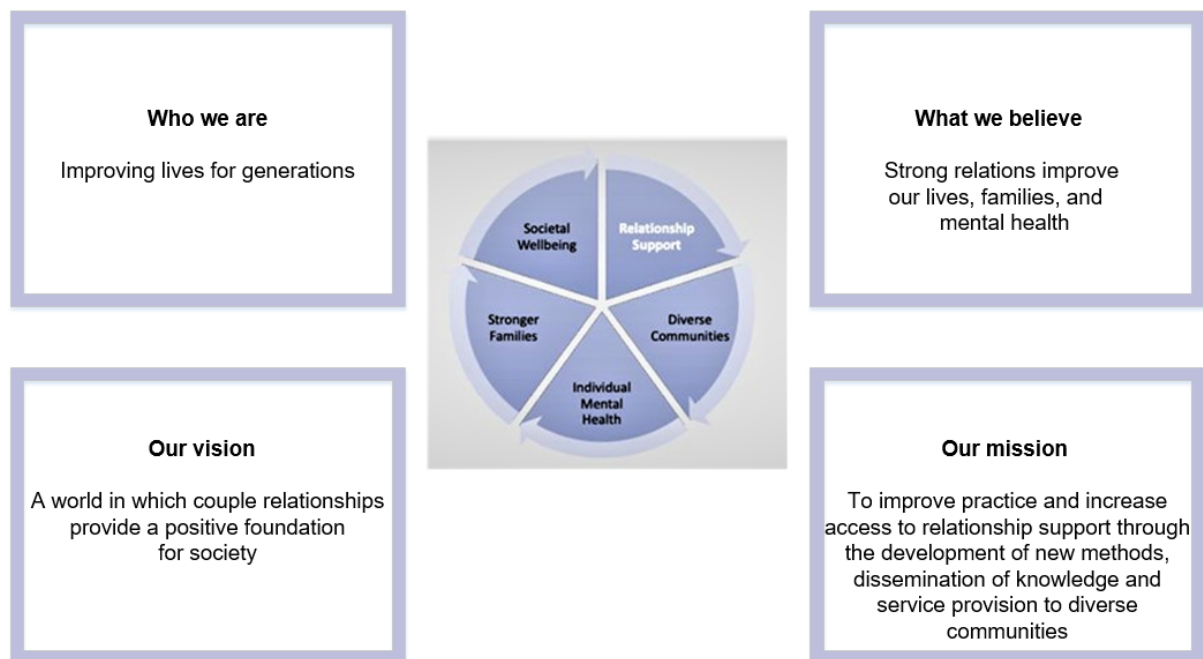 Who we are
Improving lives for generations
What we believe
Strong relations improve
our lives, families, and
mental health
Societal
Wellbeing
Relationship
Support
Stronger
Families
Diverse
Communities
Individual
Mental
Health
Our vision
A world in which couple relationships
provide a positive foundation
for society
Our mission
To improve practice and increase
access to relationship support through
the development of new methods,
dissemination of knowledge and
service provision to diverse
communities